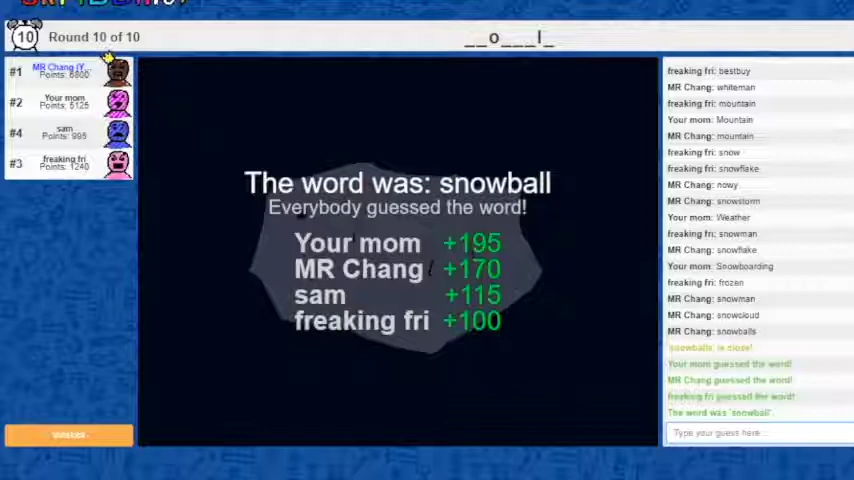 10 Round 10 of 10
__o___l_
#1 MR Chang (Y...
Points: 6800
#2 Your mom
Points: 5125
#4 sam
Points: 995
#3 freaking fri
Points: 1240
The word was: snowball
Everybody guessed the word!
Your mom +195
MR Chang +170
sam +115
freaking fri +100
freaking fri: bestbuy
MR Chang: whiteman
freaking fri: mountain
Your mom: Mountain
MR Chang: mountain
freaking fri: snow
freaking fri: snowflake
MR Chang: nowy
MR Chang: snowstorm
Your mom: Weather
freaking fri: snowman
MR Chang: snowflake
Your mom: Snowboarding
freaking fri: frozen
MR Chang: snowman
MR Chang: snowcloud
MR Chang: snowballs
'snowballs' is close!
Your mom guessed the word!
MR Chang guessed the word!
freaking fri guessed the word!
The word was 'snowball'
Type your guess here...